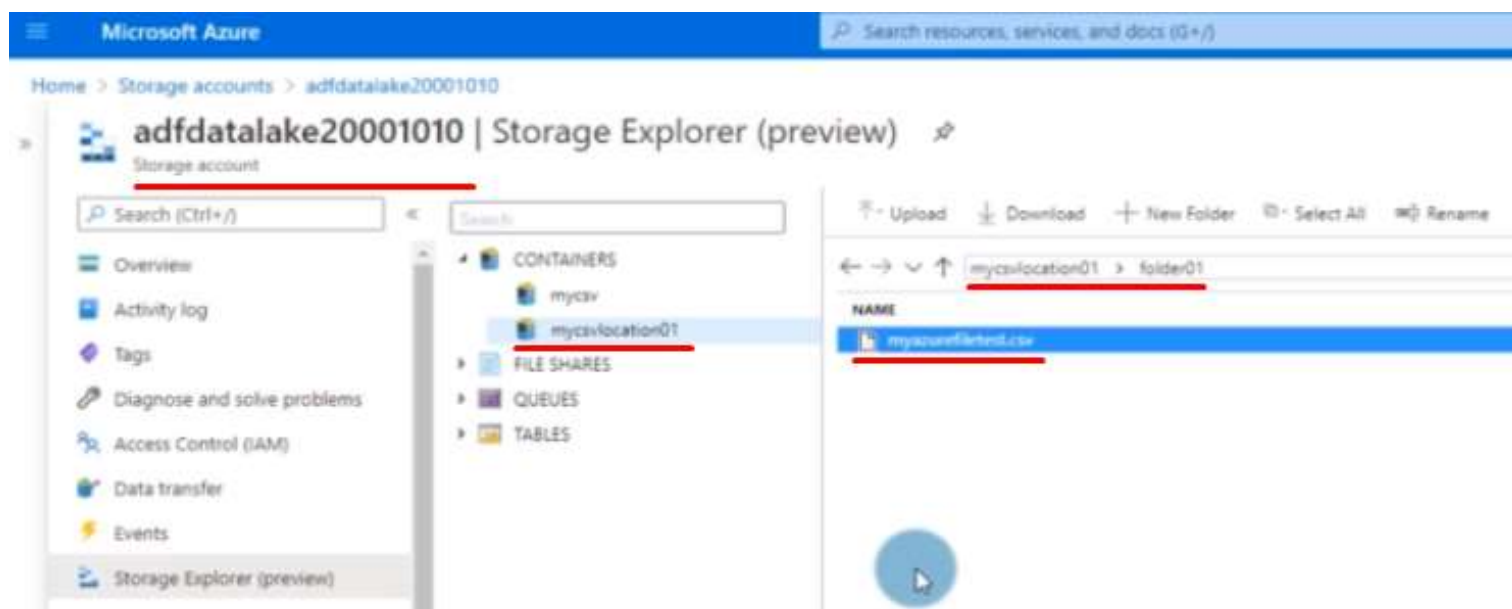 Microsoft Azure
Search resources, services, and docs (G+/)
Home > Storage accounts > adfdatalake20001010
adfdatalake20001010 | Storage Explorer (preview)
Storage account
Search (Ctrl+/)
Overview
Activity log
Tags
Diagnose and solve problems
Access Control (IAM)
Data transfer
Events
Storage Explorer (preview)
Search
CONTAINERS
mycsv
mycsvlocation01
FILE SHARES
QUEUES
TABLES
Upload Download New Folder Select All Rename
mycsvlocation01 > folder01
NAME
myazurefiletest.csv